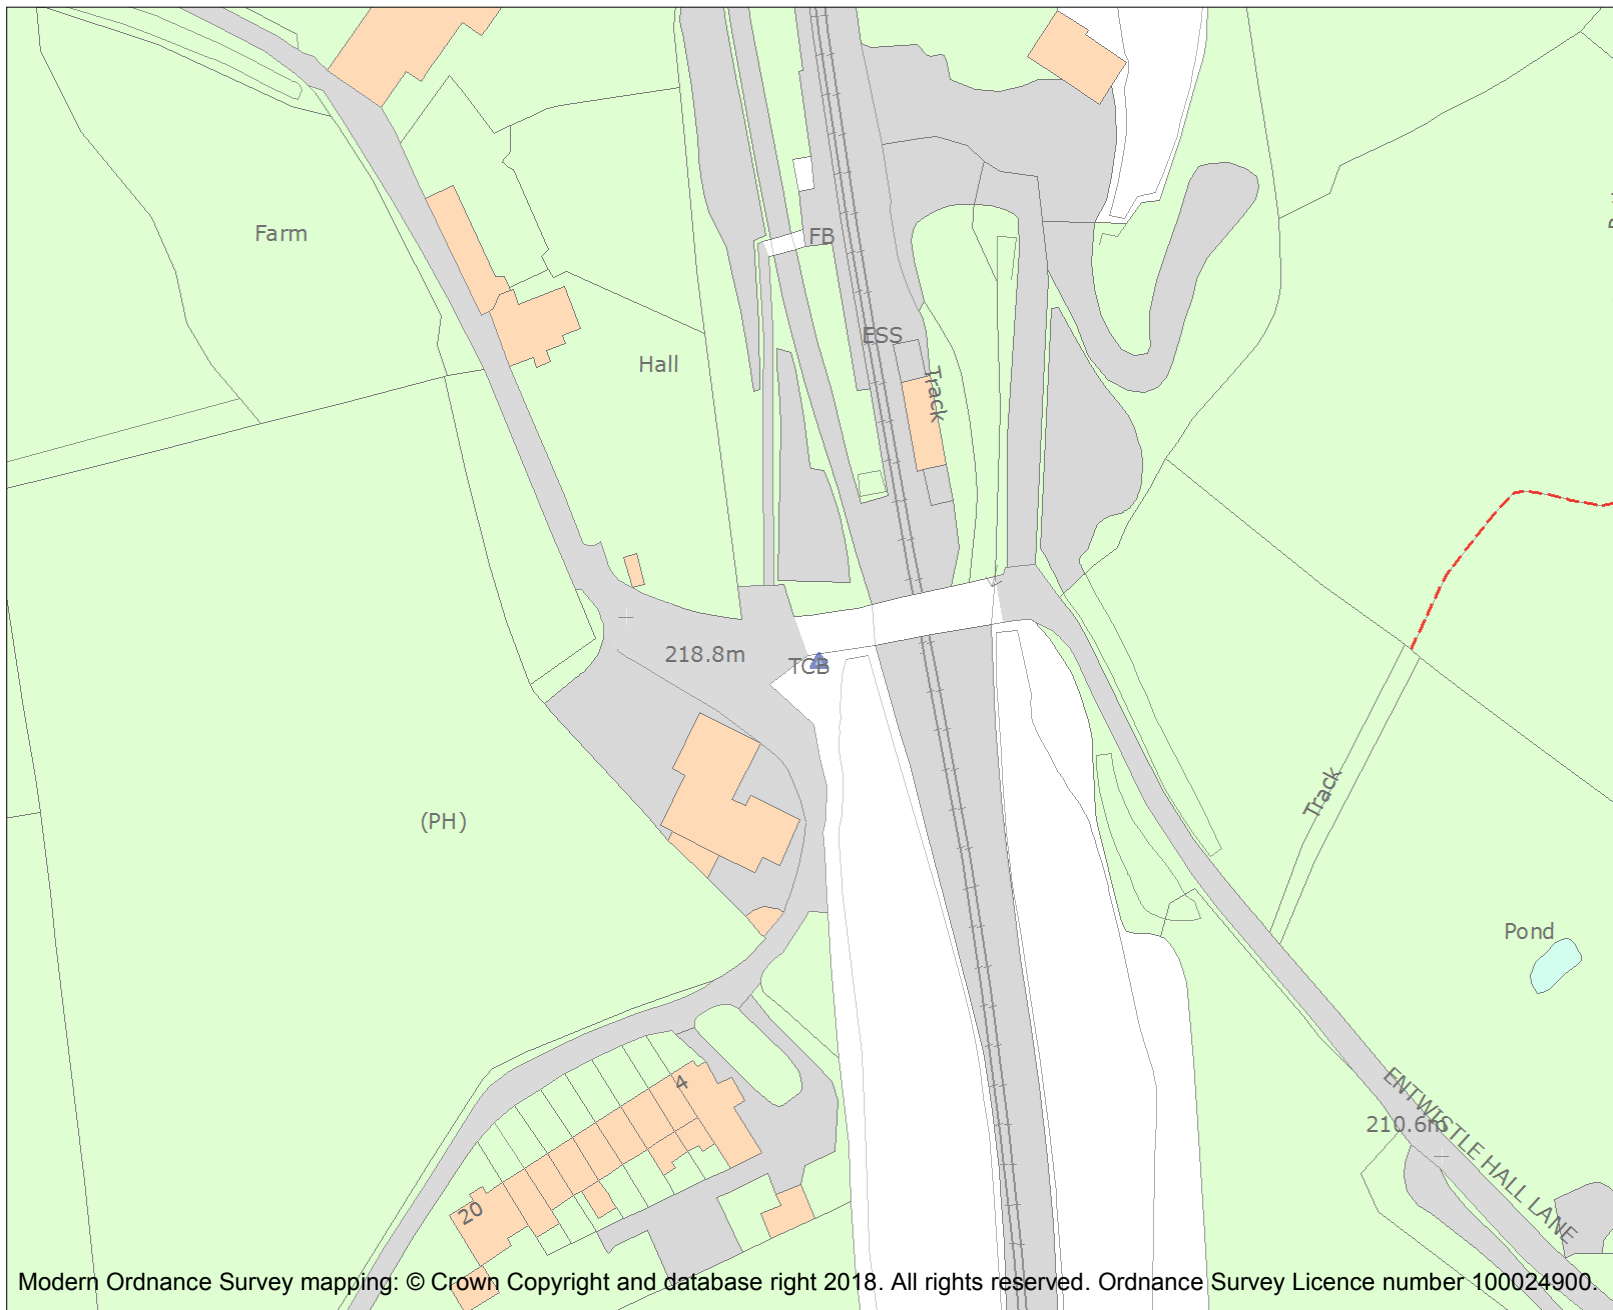 Farm
FB
ESS
Hall
Track
218.8m
TCB
(PH)
Track
Pond
4
ENTWISTLE HALL LANE
210.6m
20
Modern Ordnance Survey mapping: © Crown Copyright and database right 2018. All rights reserved. Ordnance Survey Licence number 100024900.